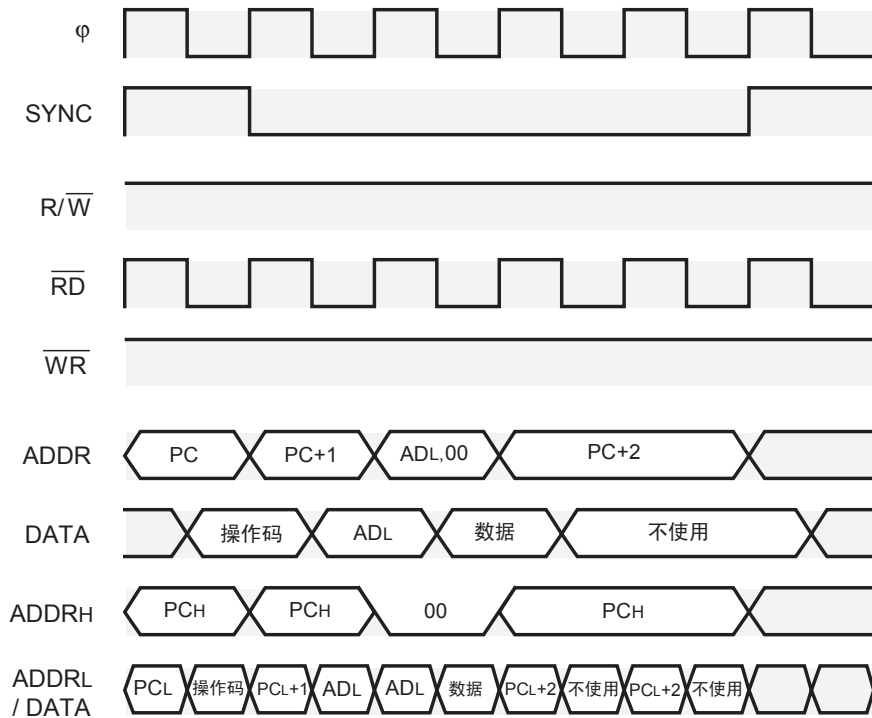 φ
SYNC
R/W̅
R̅D̅
W̅R̅
ADDR PC PC+1 ADL,00 PC+2
DATA 操作码 ADL 数据 不使用
ADDRH PCH PCH 00 PCH
ADDRL
/ DATA
PCL 操作码 PCL+1 ADL ADL 数据 PCL+2 不使用 PCL+2 不使用